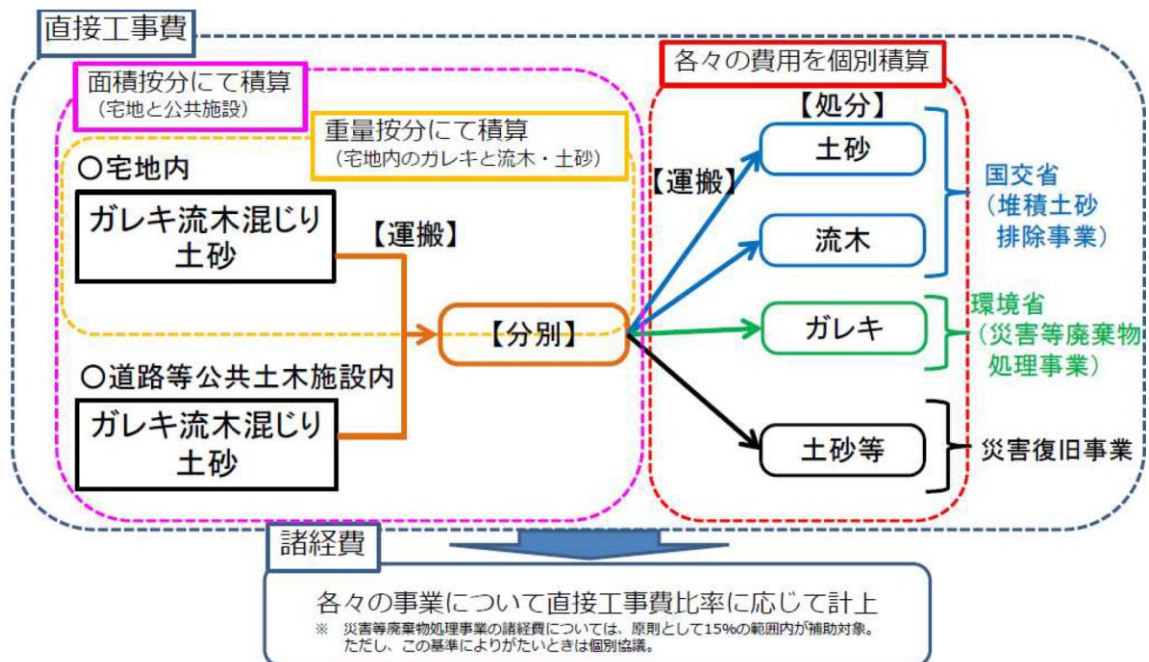 直接工事費
面積按分にて積算
（宅地と公共施設）
重量按分にて積算
（宅地内のガレキと流木・土砂）
〇宅地内
ガレキ流木混じり
土砂
【運搬】
〇道路等公共土木施設内
ガレキ流木混じり
土砂
【分別】
各々の費用を個別積算
【処分】
【運搬】
土砂
流木
ガレキ
土砂等
国交省
（堆積土砂
排除事業）
環境省
（災害等廃棄物
処理事業）
災害復旧事業
諸経費
各々の事業について直接工事費比率に応じて計上
※　災害等廃棄物処理事業の諸経費については、原則として15%の範囲内が補助対象。
ただし、この基準によりがたいときは個別協議。